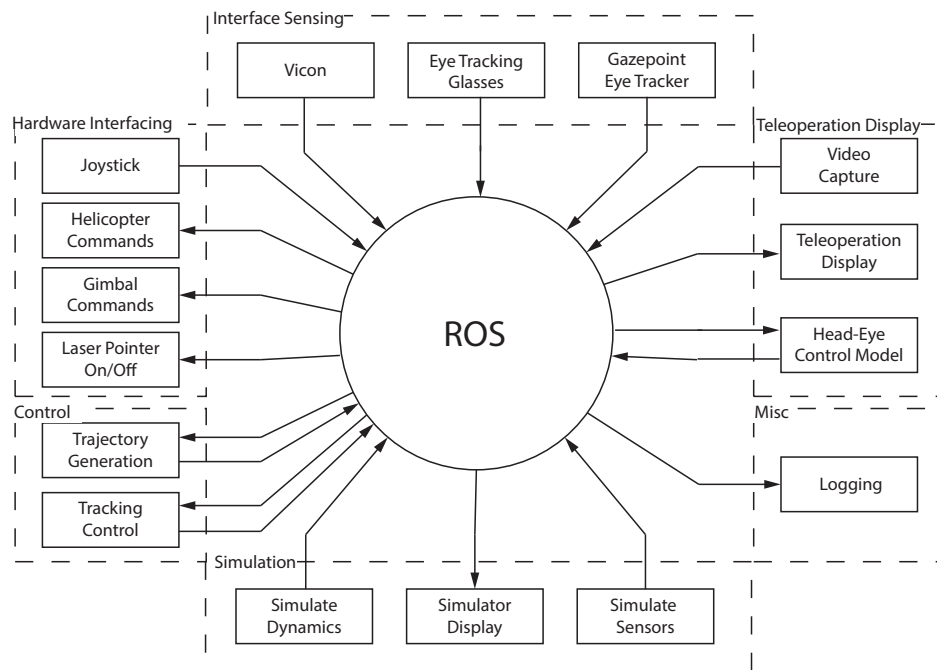 Interface Sensing
Vicon
Eye Tracking
Glasses
Gazepoint
Eye Tracker
Hardware Interfacing
Joystick
Helicopter
Commands
Gimbal
Commands
Laser Pointer
On/Off
Teleoperation Display
Video
Capture
Teleoperation
Display
Head-Eye
Control Model
ROS
Control
Trajectory
Generation
Tracking
Control
Misc
Logging
Simulation
Simulate
Dynamics
Simulator
Display
Simulate
Sensors